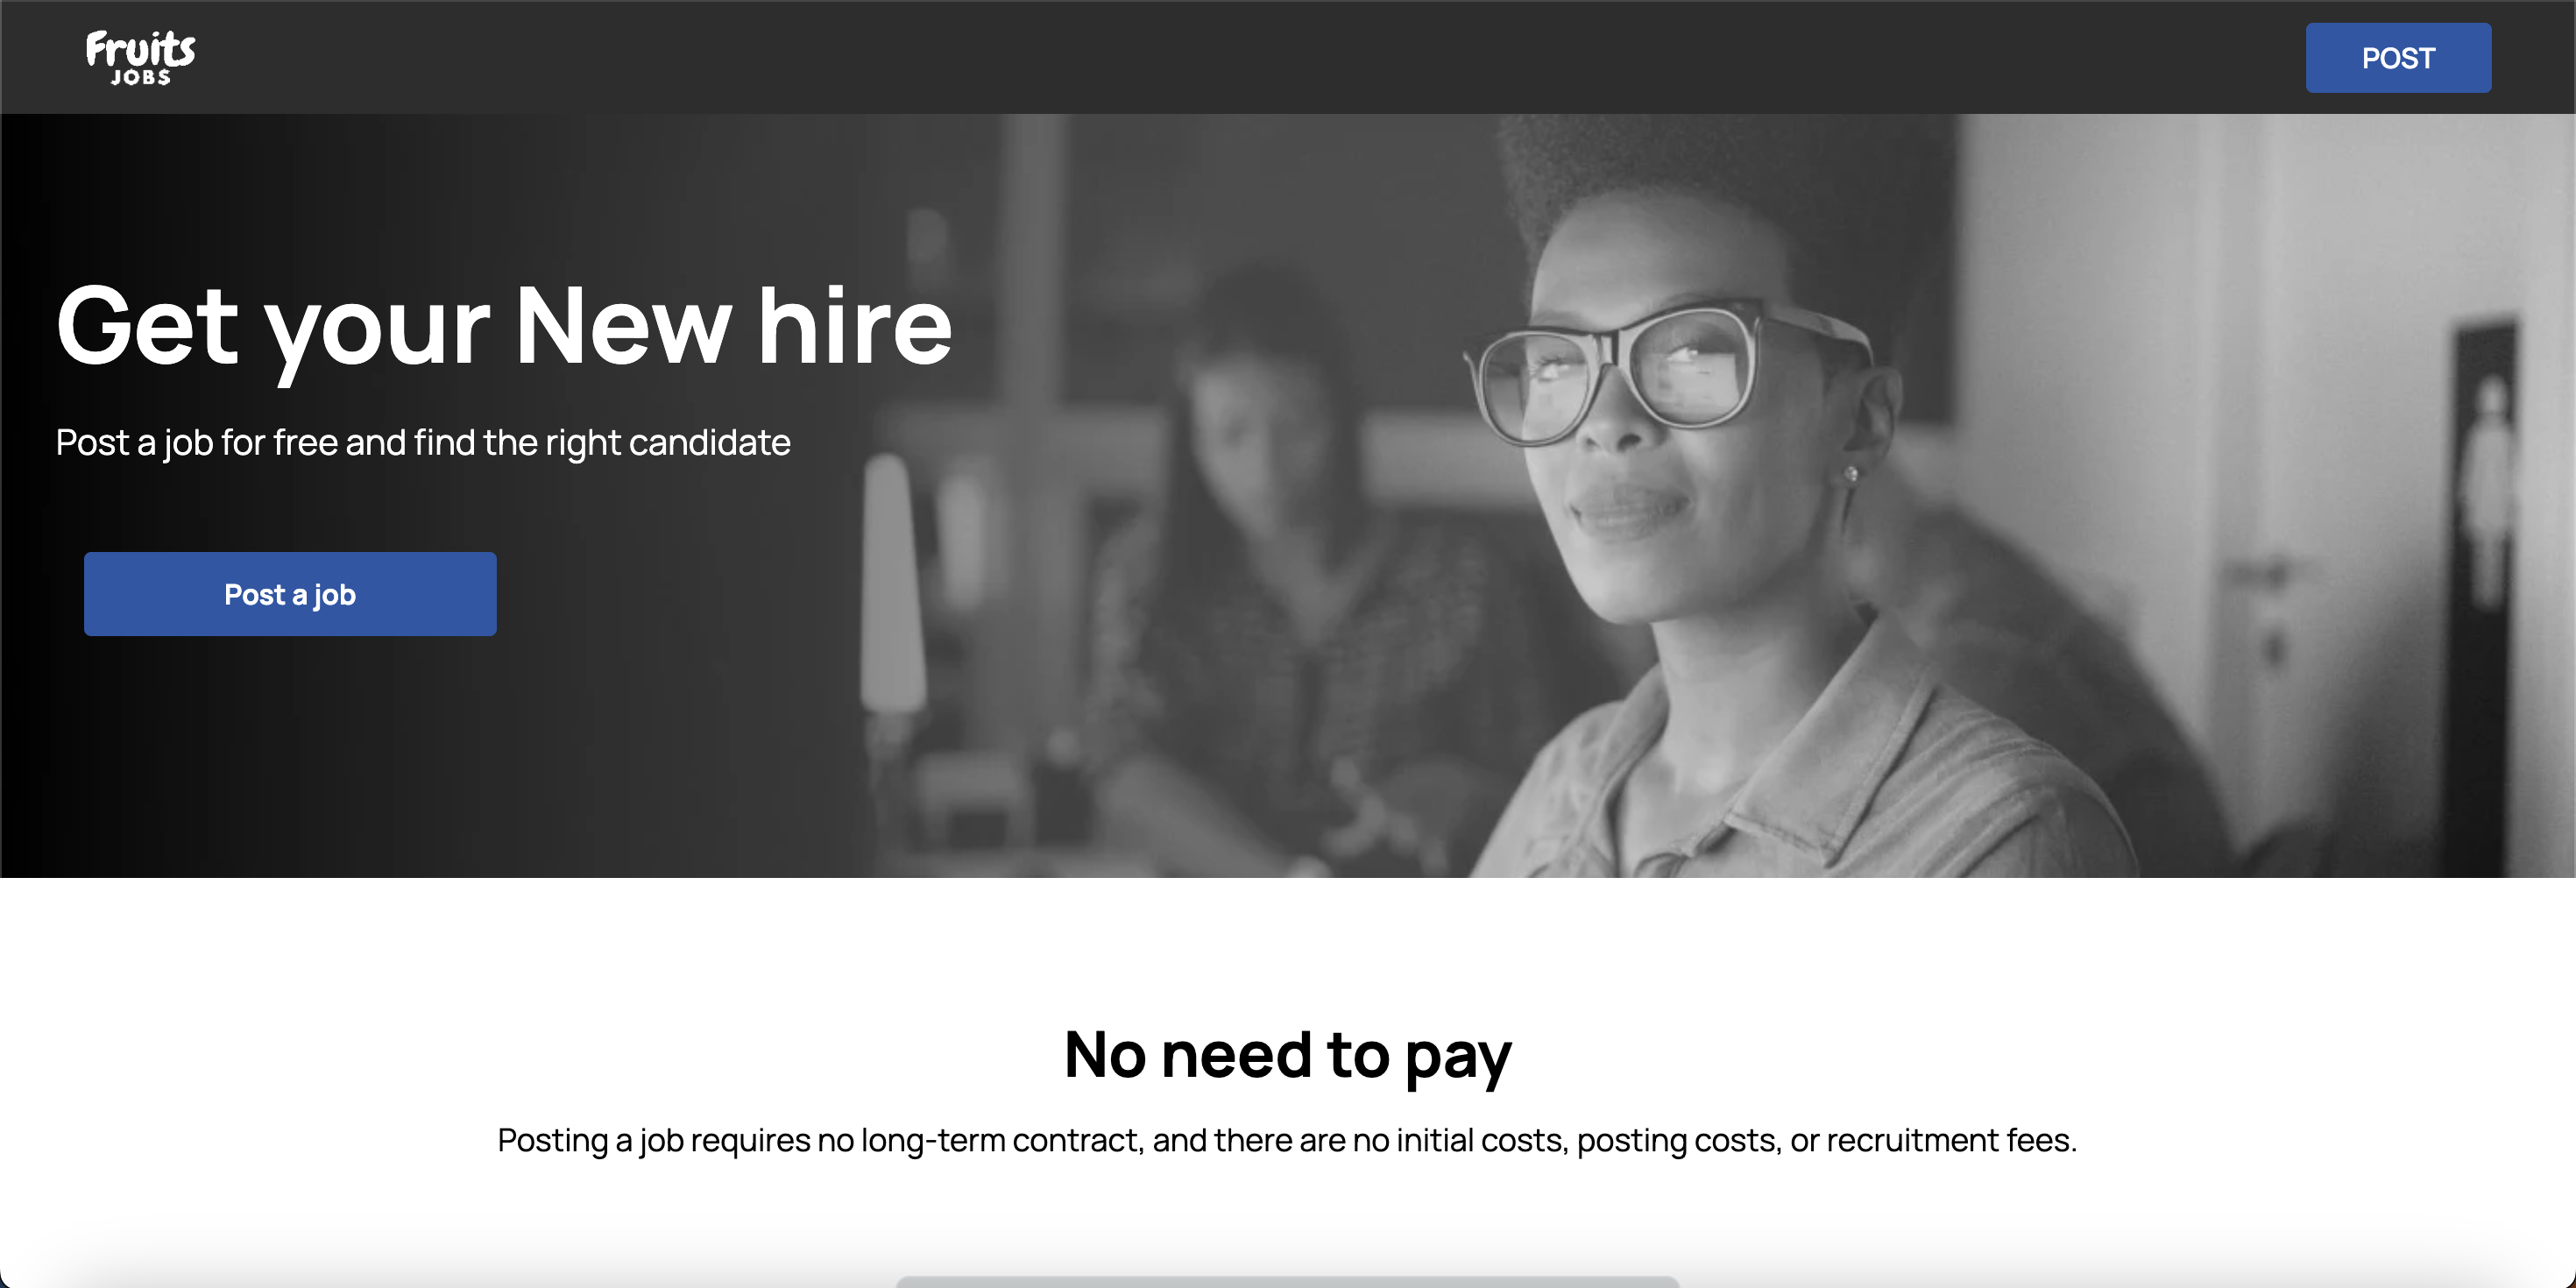 Fruits
JOBS
POST
Get your New hire
Post a job for free and find the right candidate
Post a job
No need to pay
Posting a job requires no long-term contract, and there are no initial costs, posting costs, or recruitment fees.